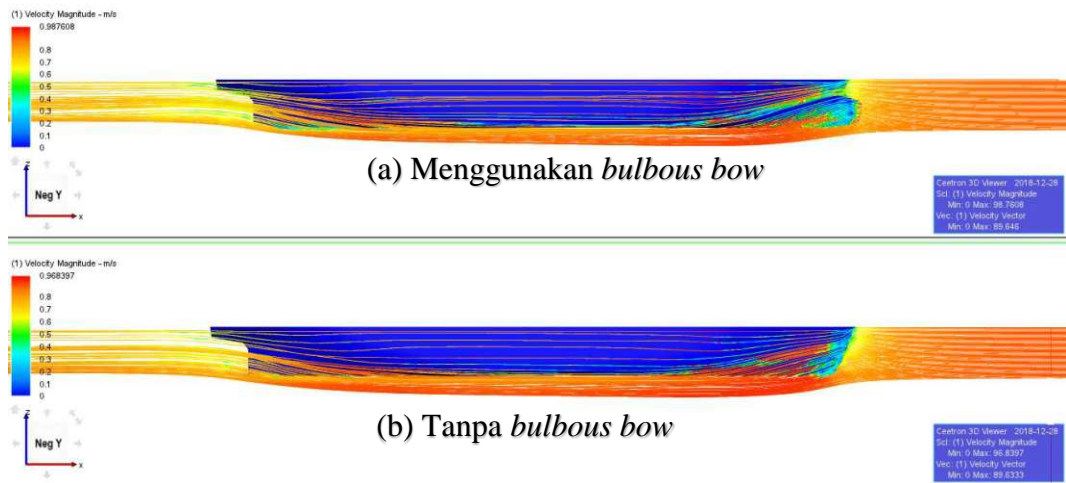 (1) Velocity Magnitude - m/s
0.987608
0.8
0.7
0.6
0.5
0.4
0.3
0.2
0.1
0
z
Neg Y
x
(a) Menggunakan bulbous bow
Ceetron 3D Viewer 2018-12-28
Scl: (1) Velocity Magnitude
Min: 0 Max: 98.7608
Vec: (1) Velocity Vector
Min: 0 Max: 89.646
(1) Velocity Magnitude - m/s
0.968397
0.8
0.7
0.6
0.5
0.4
0.3
0.2
0.1
0
z
Neg Y
x
(b) Tanpa bulbous bow
Ceetron 3D Viewer 2018-12-28
Scl: (1) Velocity Magnitude
Min: 0 Max: 96.8397
Vec: (1) Velocity Vector
Min: 0 Max: 89.6333